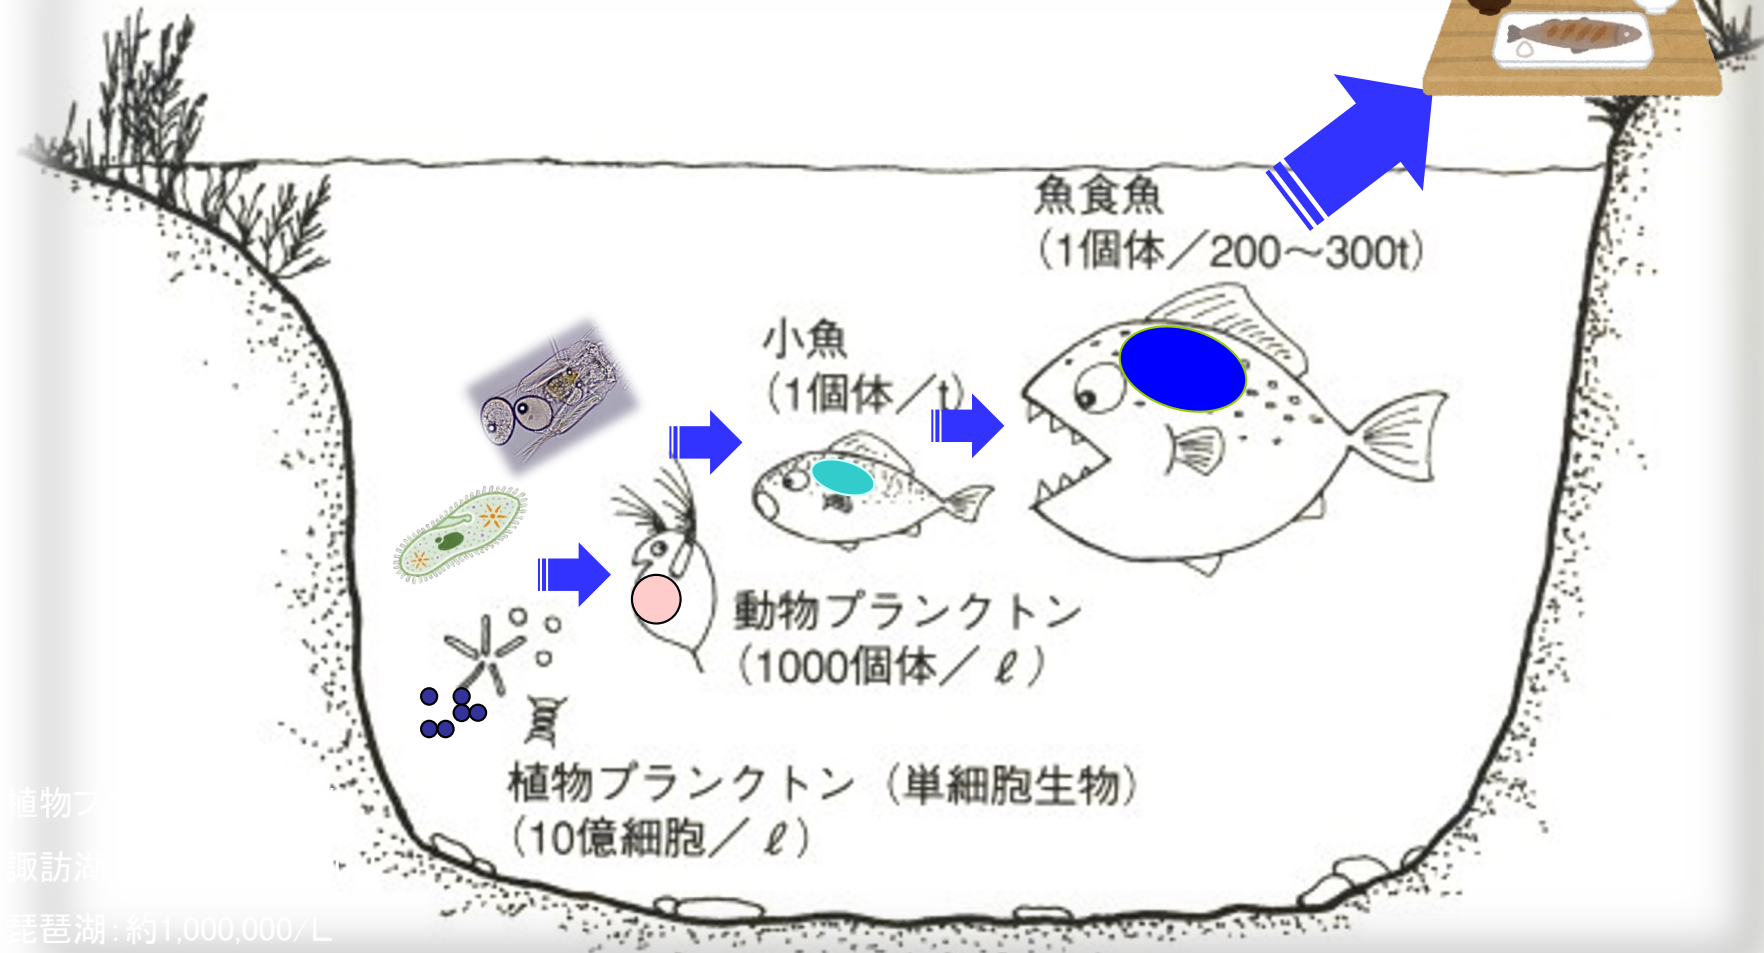 魚食魚
（1個体／200～300t）
小魚
（1個体／t）
動物プランクトン
（1000個体／ℓ）
植物プランクトン（単細胞生物）
（10億細胞／ℓ）
植物プ
諏訪湖
琵琶湖：約1,000,000/L